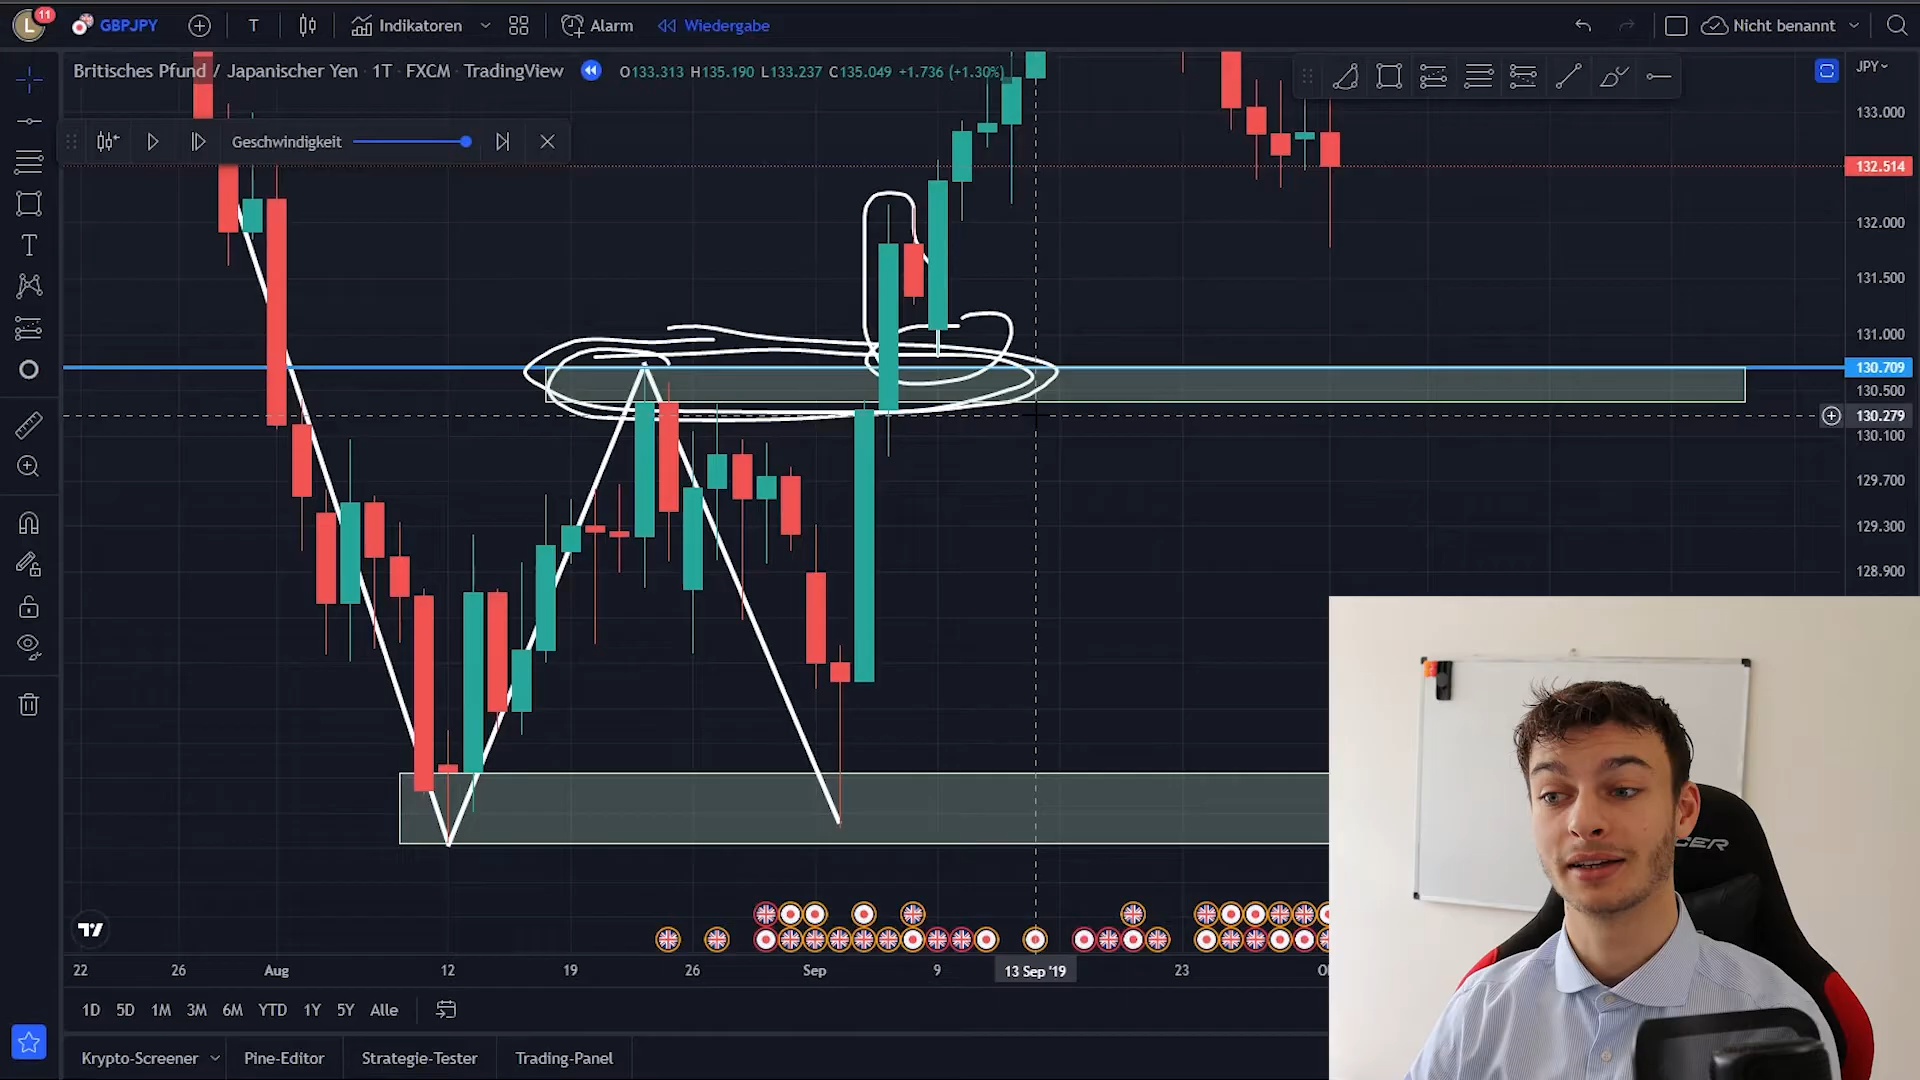 L 11 GBPJPY T Indikatoren Alarm Wiedergabe Nicht benannt
Britisches Pfund / Japanischer Yen · 1T · FXCM · TradingView O133.313 H135.190 L133.237 C135.049 +1.736 (+1.30%) JPY
133.000
Geschwindigkeit
132.514
132.000
131.500
131.000
130.709
130.500
130.279
130.100
129.700
129.300
128.900
22 26 Aug 12 19 26 Sep 9 13 Sep '19 23
1D 5D 1M 3M 6M YTD 1Y 5Y Alle
Krypto-Screener Pine-Editor Strategie-Tester Trading-Panel